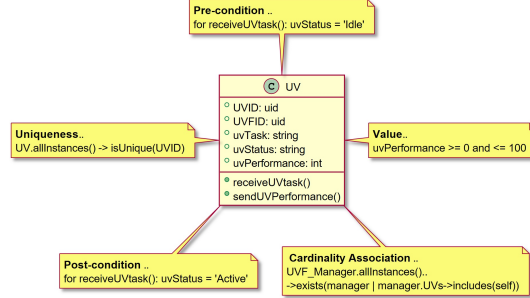 Pre-condition ..
for receiveUVtask(): uvStatus = 'Idle'
C UV
UVID: uid
UVFID: uid
uvTask: string
uvStatus: string
uvPerformance: int
receiveUVtask()
sendUVPerformance()
Uniqueness..
UV.allInstances() -> isUnique(UVID)
Value..
uvPerformance >= 0 and <= 100
Post-condition ..
for receiveUVtask(): uvStatus = 'Active'
Cardinality Association ..
UVF_Manager.allInstances()..
->exists(manager | manager.UVs->includes(self))